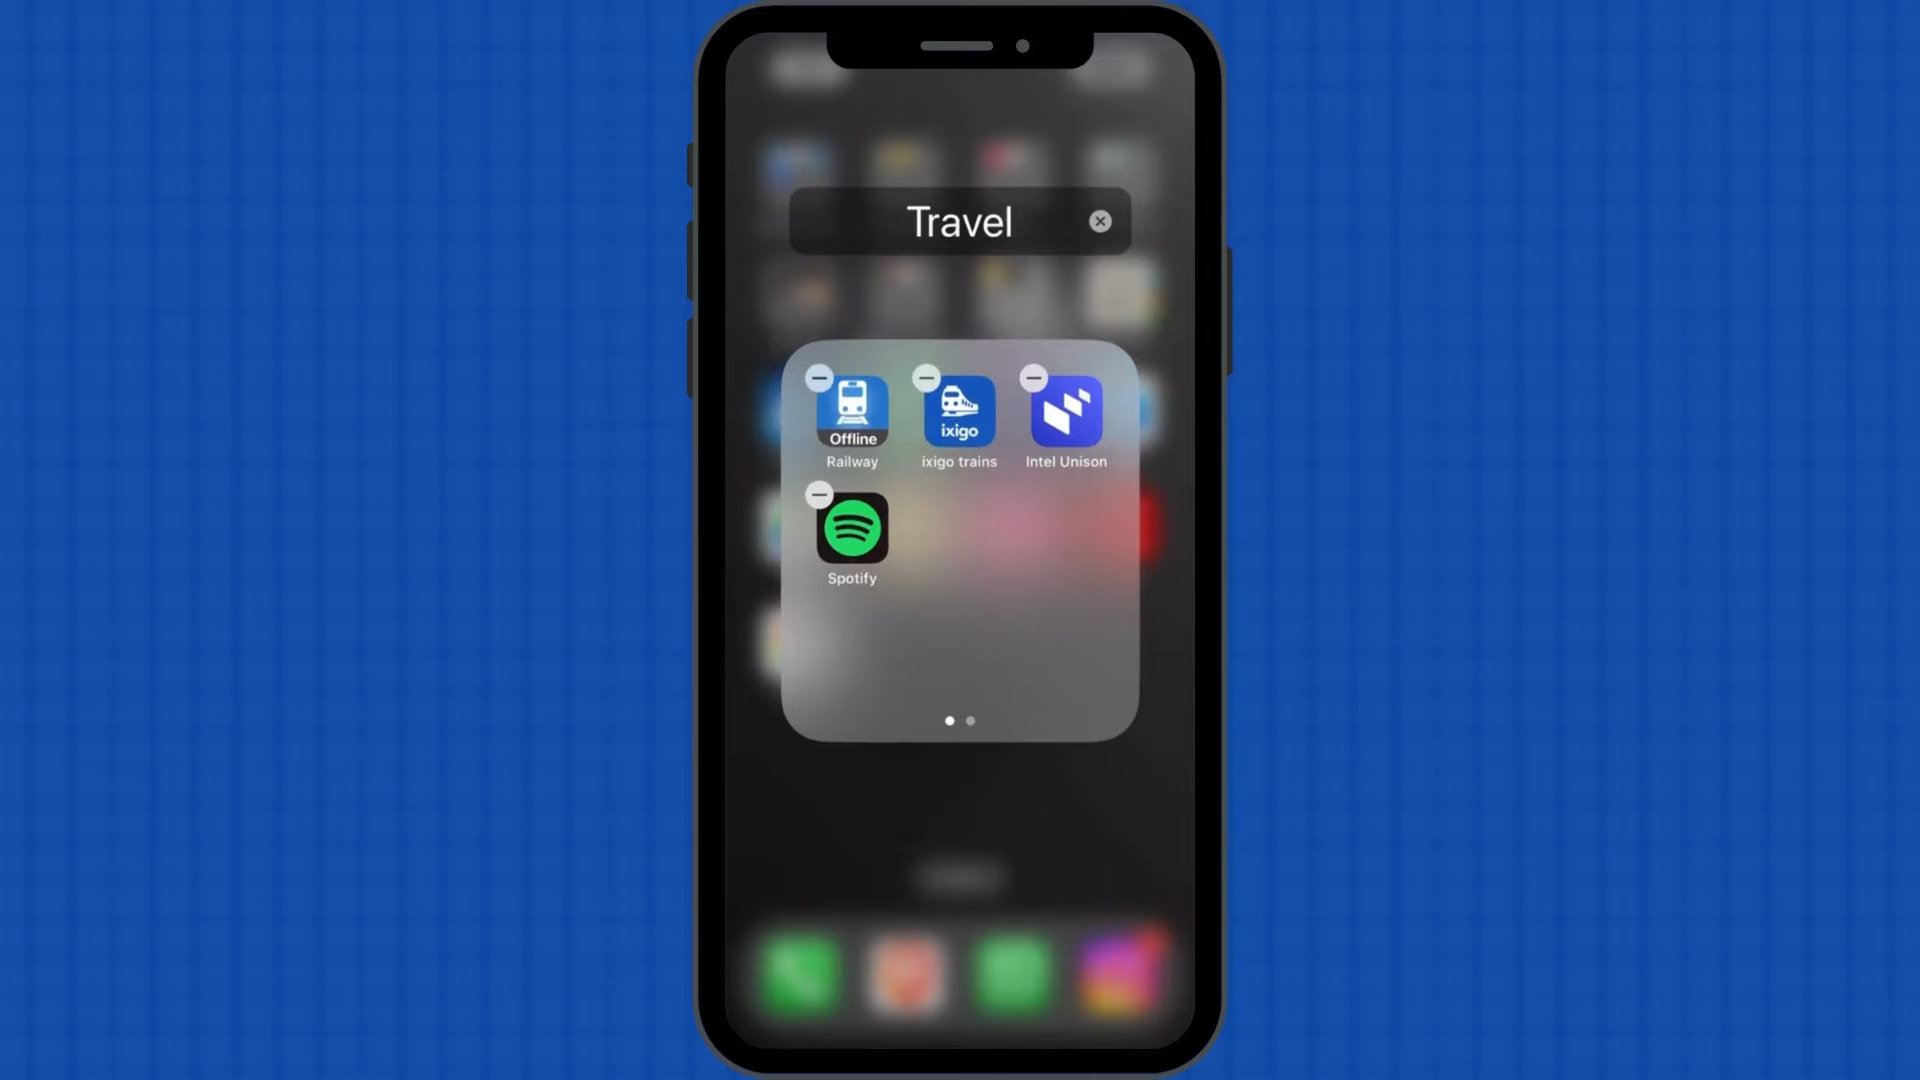 Travel
Offline
ixigo
Railway
ixigo trains
Intel Unison
Spotify